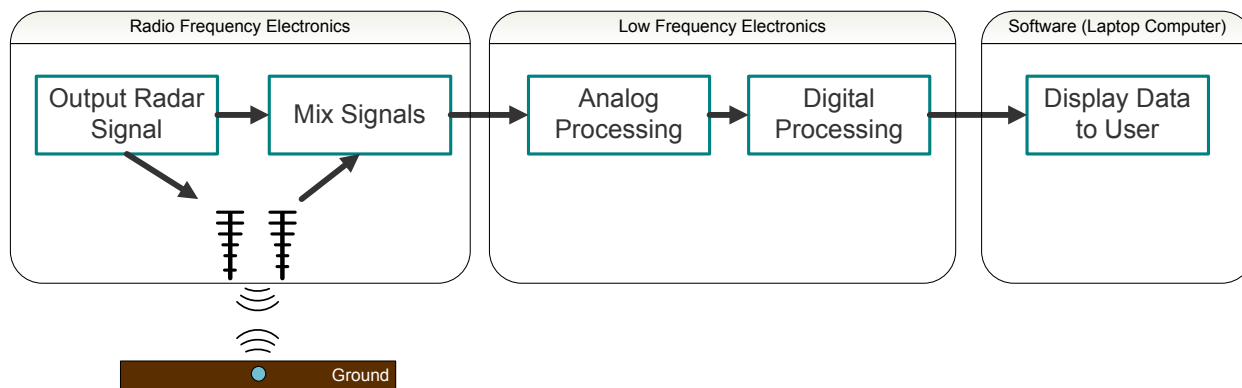 Radio Frequency Electronics
Low Frequency Electronics
Software (Laptop Computer)
Output Radar
Signal
Mix Signals
Analog
Processing
Digital
Processing
Display Data
to User
Ground